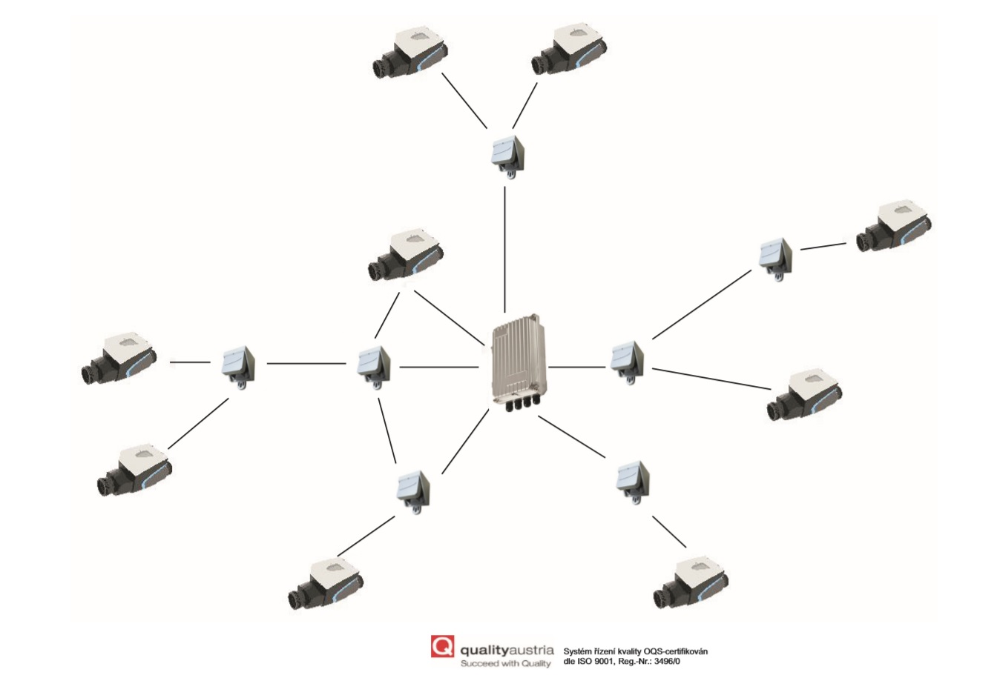 Q qualityaustria
Succeed with Quality
Systém řízení kvality OQS-certifikován
dle ISO 9001, Reg.-Nr.: 3496/0